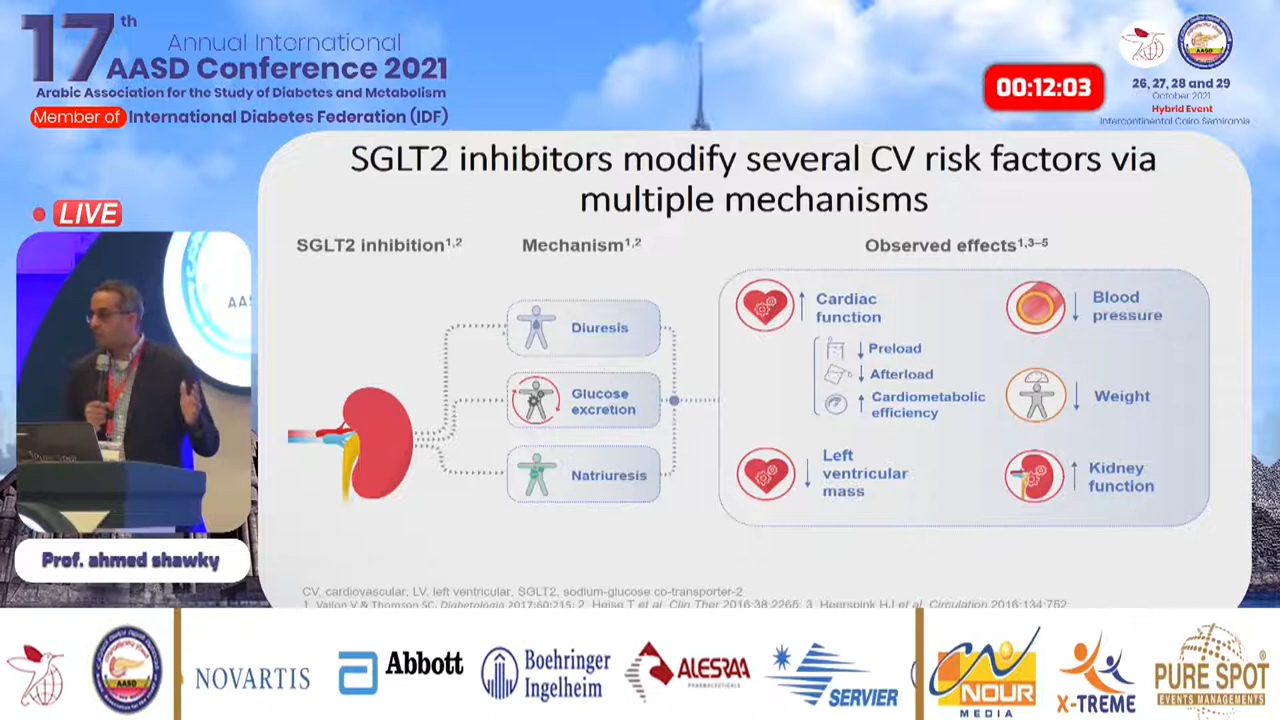 17th
Annual International
AASD Conference 2021
Arabic Association for the Study of Diabetes and Metabolism
Member of International Diabetes Federation (IDF)
00:12:03
AASD
26, 27, 28 and 29
October 2021
Hybrid Event
Intercontinental Cairo Semiramis
LIVE
AAS
Prof. ahmed shawky
SGLT2 inhibitors modify several CV risk factors via
multiple mechanisms
SGLT2 inhibition1,2
Mechanism1,2
Observed effects1,3–5
Diuresis
Glucose
excretion
Natriuresis
↑ Cardiac
function
↓ Preload
↓ Afterload
↑ Cardiometabolic
efficiency
↓ Left
ventricular
mass
↓ Blood
pressure
↓ Weight
↑ Kidney
function
CV, cardiovascular; LV, left ventricular; SGLT2, sodium-glucose co-transporter-2
1. Vallon V & Thomson SC. Diabetologia 2017;60:215; 2. Heise T et al. Clin Ther 2016;38:2265; 3. Heerspink HJ et al. Circulation 2016;134:752;
AASD
NOVARTIS
Abbott
Boehringer
Ingelheim
ALESRAA
PHARMACEUTICALS
SERVIER
NOUR
MEDIA
X-TREME
PURE SPOT
EVENTS MANAGEMENTS